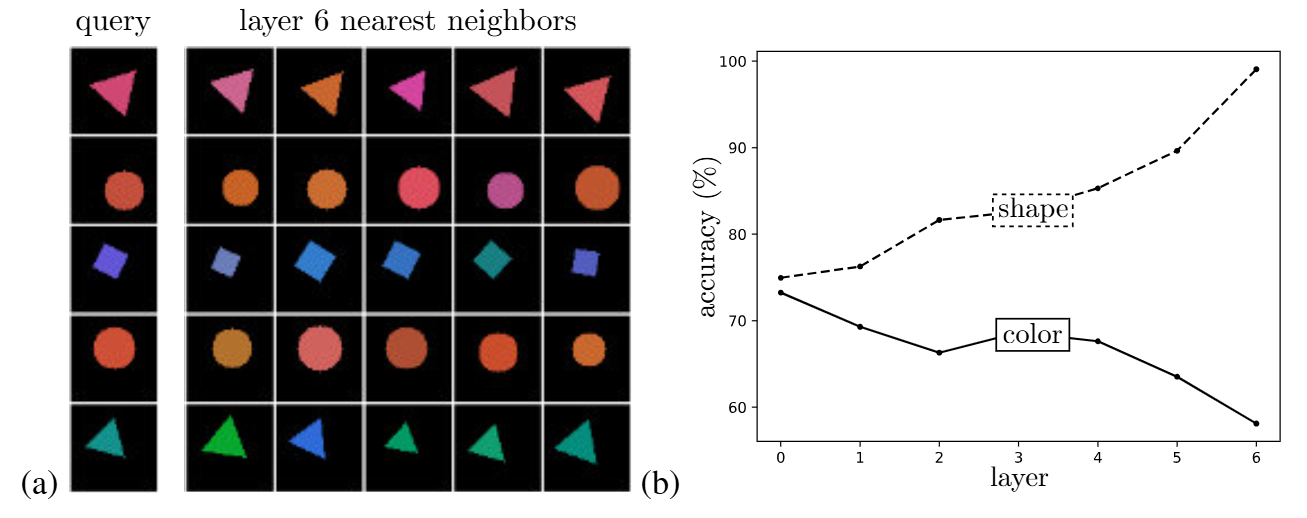 query
layer 6 nearest neighbors
(a)
(b)
accuracy (%)
100
90
80
70
60
shape
color
0 1 2 3 4 5 6
layer